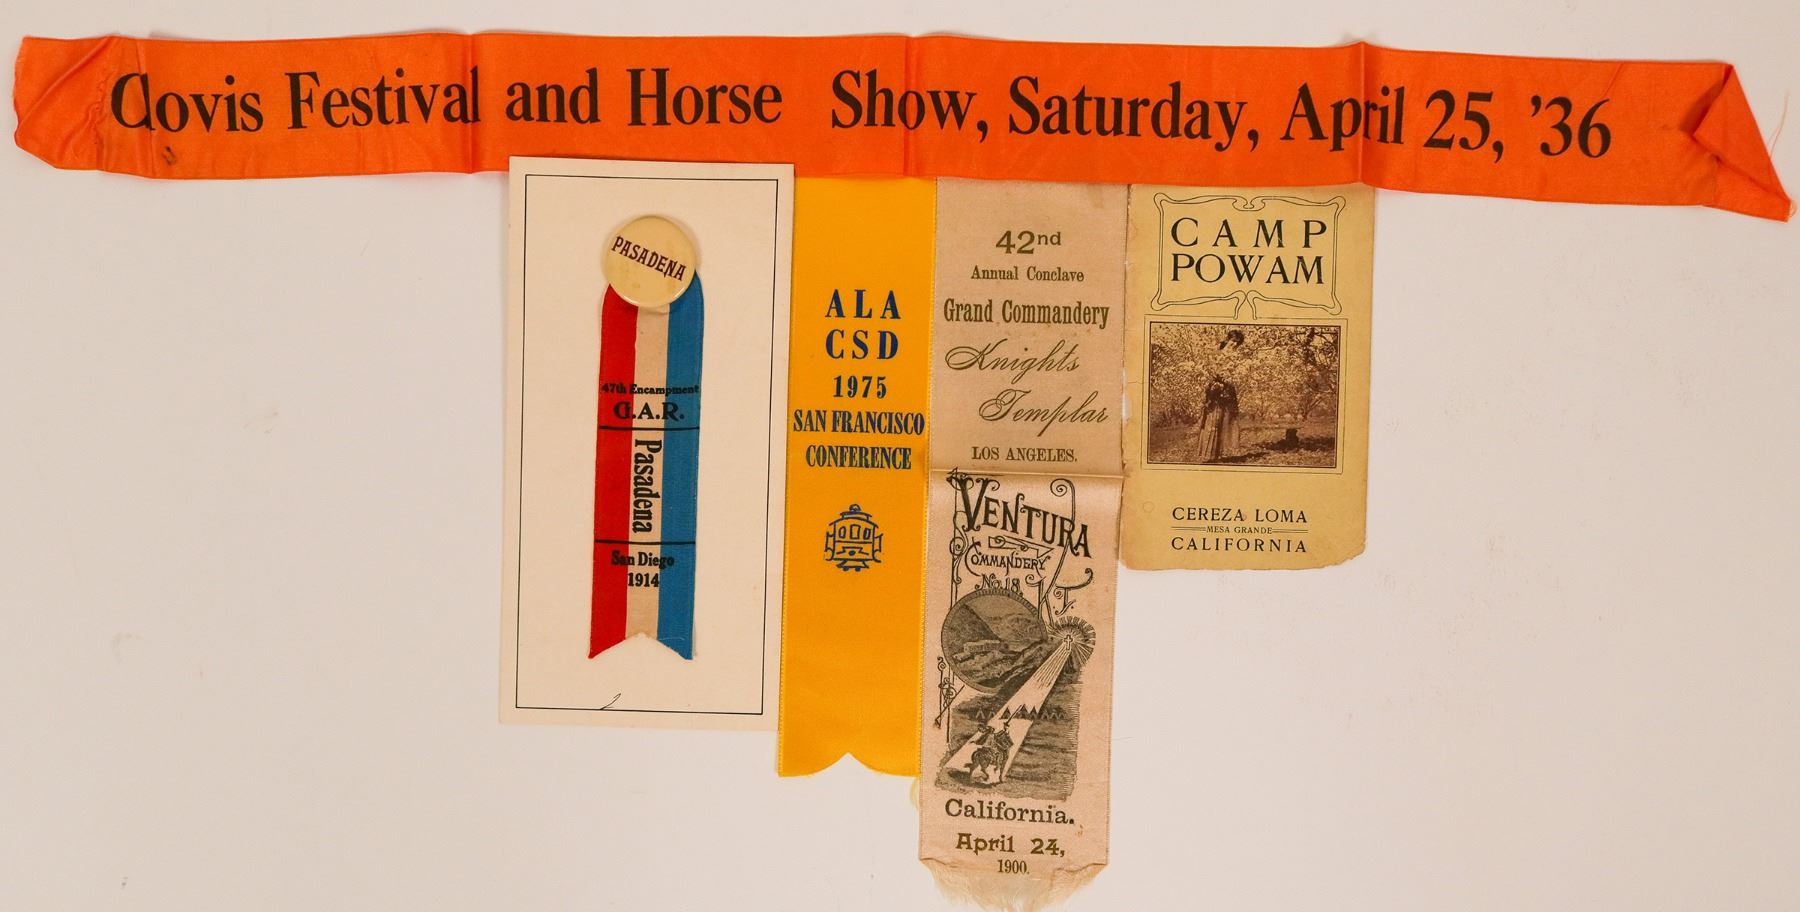 Clovis Festival and Horse Show, Saturday, April 25, '36
PASADENA
47th Encampment
G.A.R.
Pasadena
San Diego
1914
ALA
CSD
1975
SAN FRANCISCO
CONFERENCE
42nd
Annual Conclave
Grand Commandery
Knights
Templar
LOS ANGELES.
VENTURA
COMMANDERY
No. 18.
K.T.
California.
April 24,
1900.
CAMP
POWAM
CEREZA LOMA
MESA GRANDE
CALIFORNIA